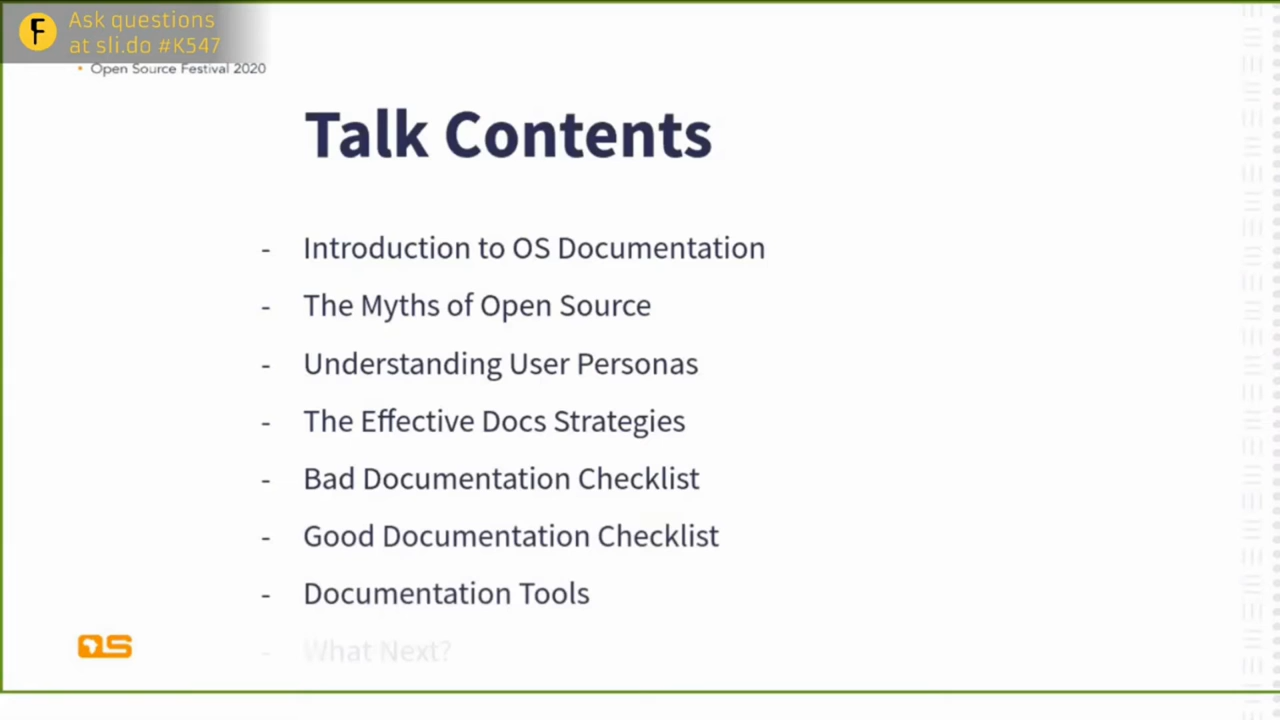 F
Ask questions
at sli.do #K547
• Open Source Festival 2020
Talk Contents
- Introduction to OS Documentation
- The Myths of Open Source
- Understanding User Personas
- The Effective Docs Strategies
- Bad Documentation Checklist
- Good Documentation Checklist
- Documentation Tools
- What Next?
OS